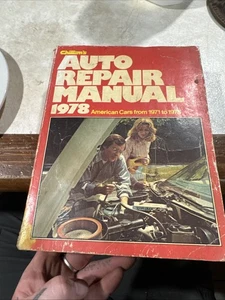 Chilton's
AUTO
REPAIR
MANUAL
1978 American Cars from 1971 to 1978